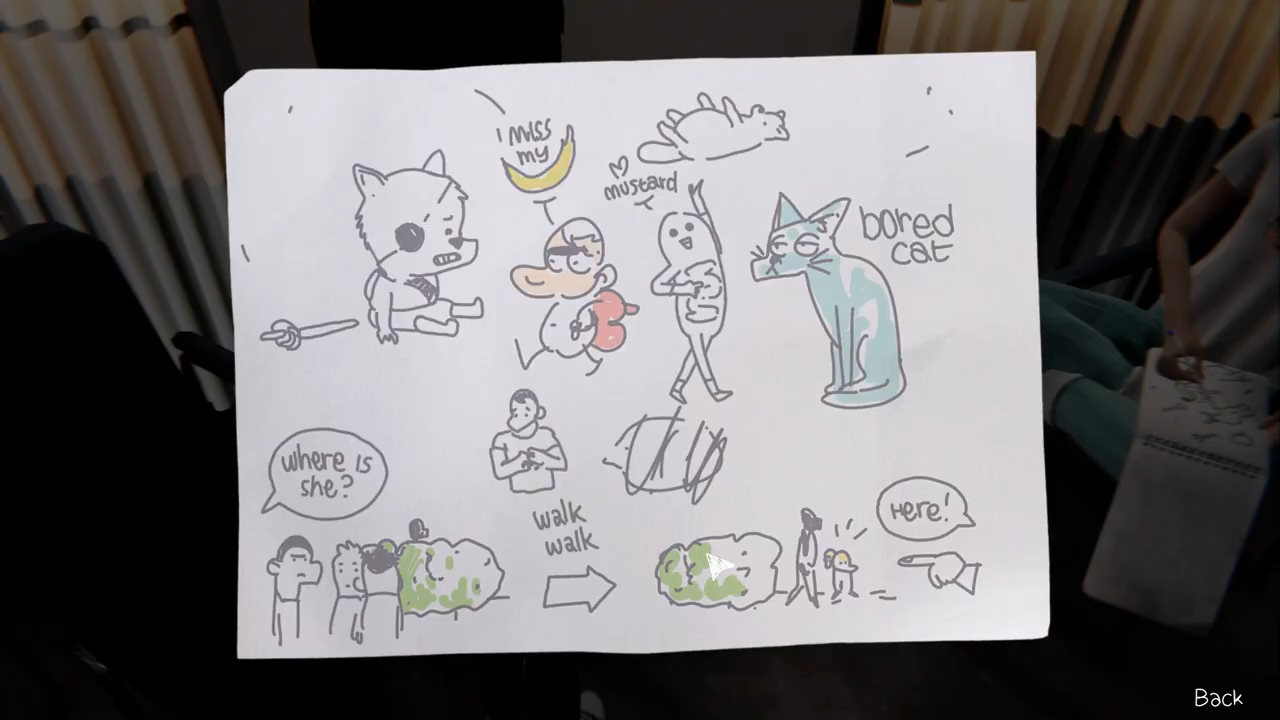 I MISS
MY
mustard
bored
cat
where is
she?
walk
walk
HERE!
Back